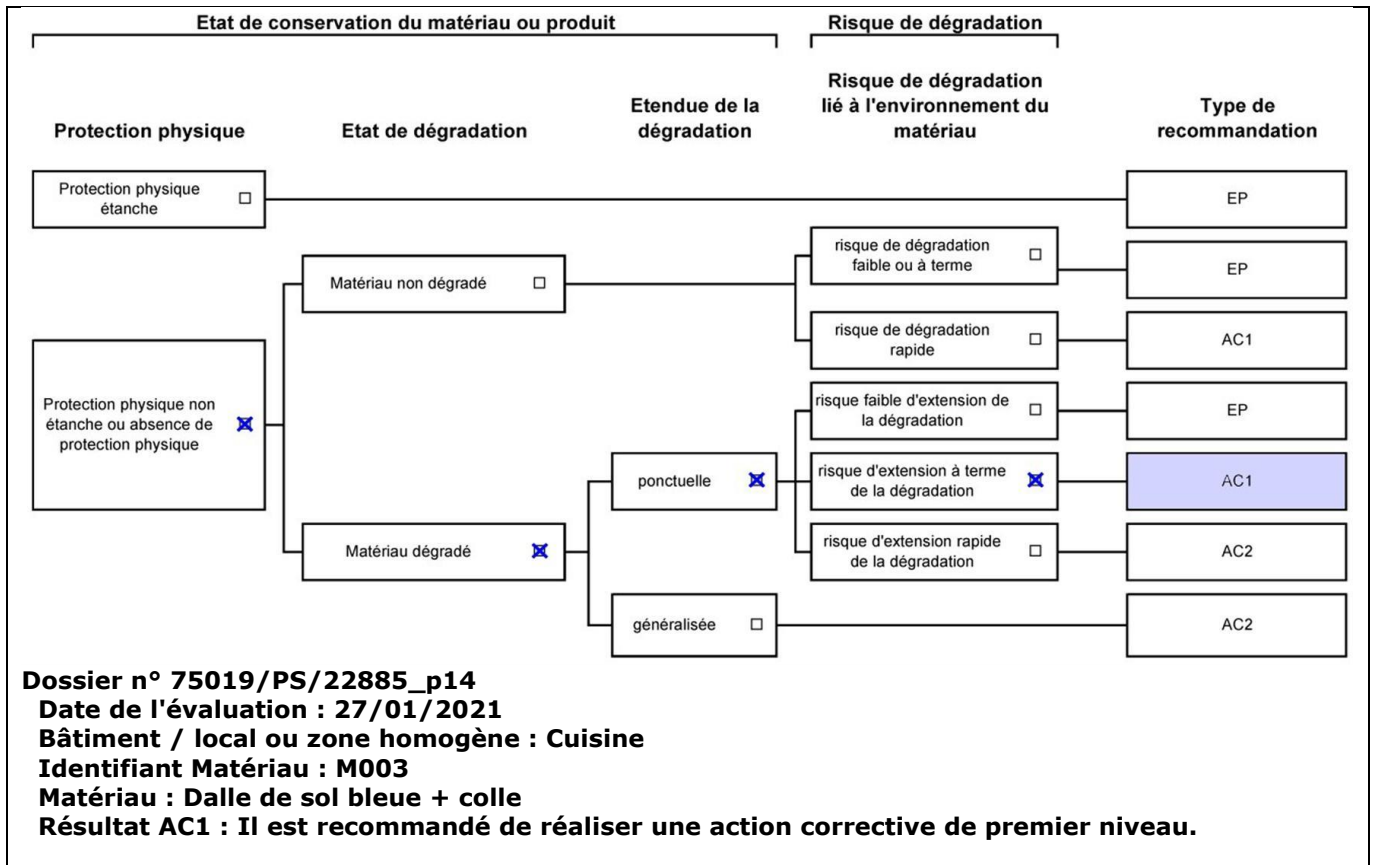 Etat de conservation du matériau ou produit
Risque de dégradation
Protection physique
Etat de dégradation
Etendue de la
dégradation
Risque de dégradation
lié à l'environnement du
matériau
Type de
recommandation
Protection physique
étanche
EP
risque de dégradation
faible ou à terme
EP
Matériau non dégradé
risque de dégradation
rapide
AC1
Protection physique non
étanche ou absence de
protection physique
risque faible d'extension de
la dégradation
EP
ponctuelle
risque d'extension à terme
de la dégradation
AC1
Matériau dégradé
risque d'extension rapide
de la dégradation
AC2
généralisée
AC2
Dossier n° 75019/PS/22885_p14
Date de l'évaluation : 27/01/2021
Bâtiment / local ou zone homogène : Cuisine
Identifiant Matériau : M003
Matériau : Dalle de sol bleue + colle
Résultat AC1 : Il est recommandé de réaliser une action corrective de premier niveau.